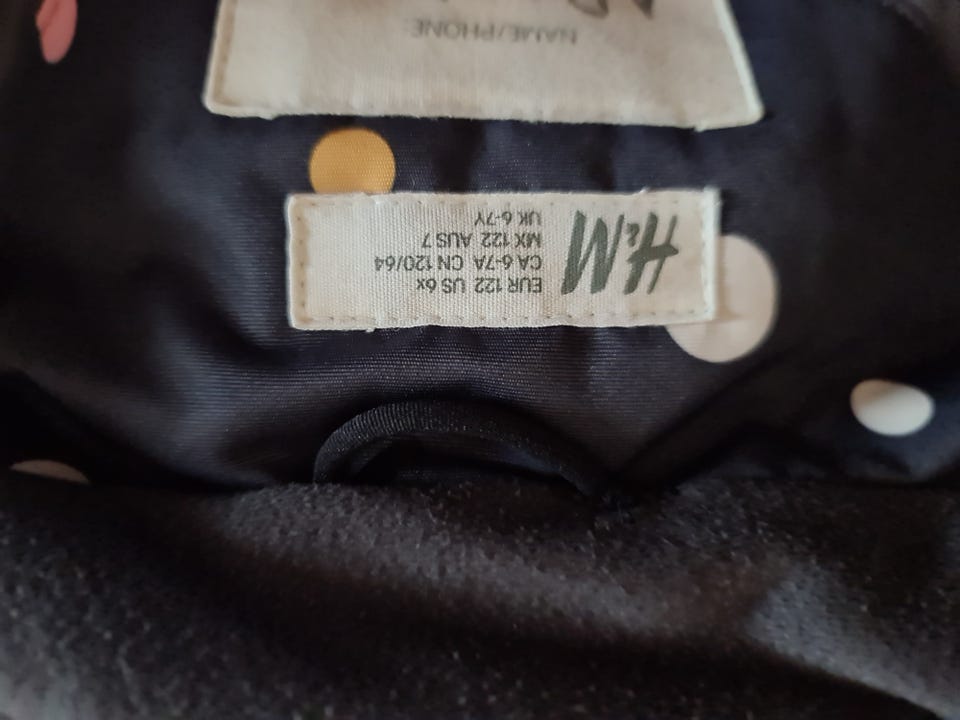 H&M
EUR 122 US 6x
CA 6-7A CN 120/64
MX 122 AUS 7
UK 6-7Y
NAME/PHONE: